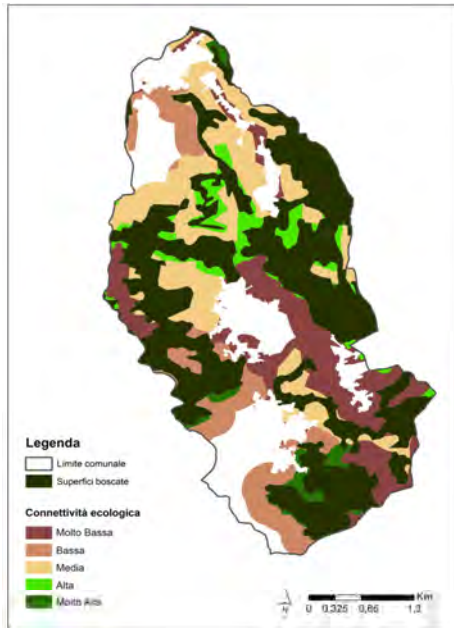 Legenda
Limite comunale
Superfici boscate
Connettività ecologica
Molto Bassa
Bassa
Media
Alta
Molto Alta
Km
0 0,325 0,65 1,3